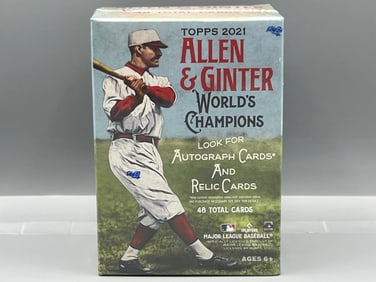 TOPPS 2021
ALLEN
& GINTER
WORLD'S
CHAMPIONS
LOOK FOR
AUTOGRAPH CARDS*
AND
RELIC CARDS
48 TOTAL CARDS
MAJOR LEAGUE BASEBALL
AGES 6+